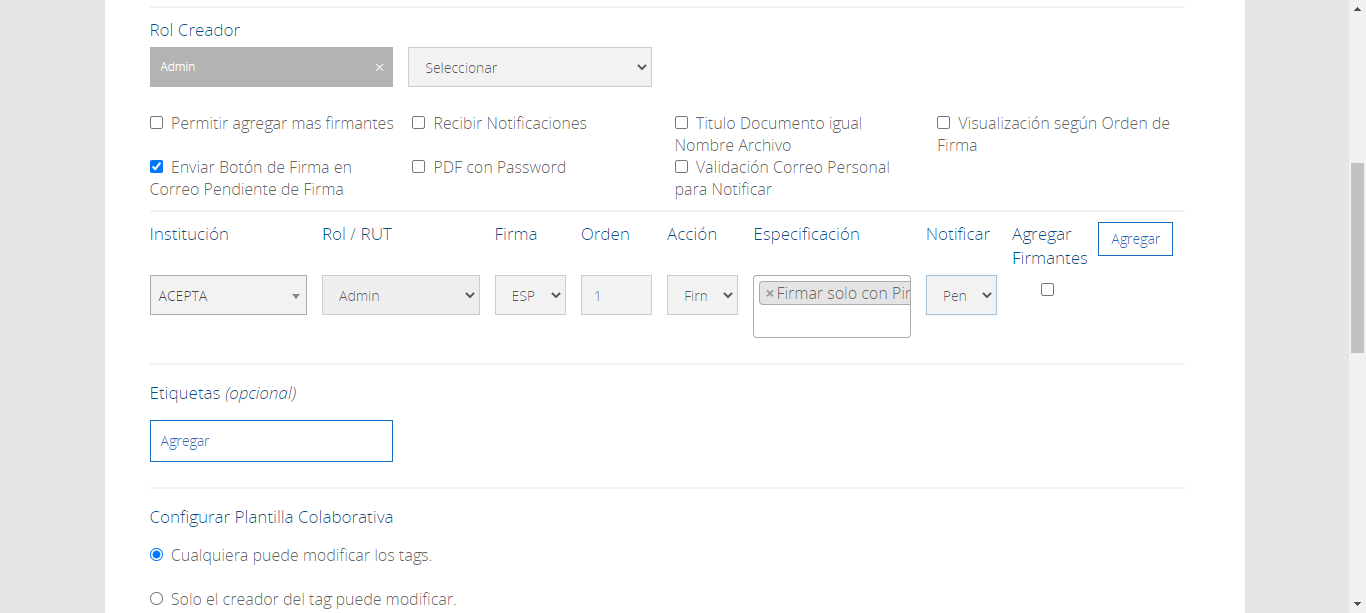 Rol Creador
Admin ×
Seleccionar
Permitir agregar mas firmantes
Recibir Notificaciones
Titulo Documento igual
Nombre Archivo
Visualización según Orden de
Firma
Enviar Botón de Firma en
Correo Pendiente de Firma
PDF con Password
Validación Correo Personal
para Notificar
Institución Rol / RUT Firma Orden Acción Especificación Notificar Agregar
Firmantes
Agregar
ACEPTA Admin ESP 1 Firn ×Firmar solo con Pin Pen
Etiquetas (opcional)
Agregar
Configurar Plantilla Colaborativa
Cualquiera puede modificar los tags.
Solo el creador del tag puede modificar.